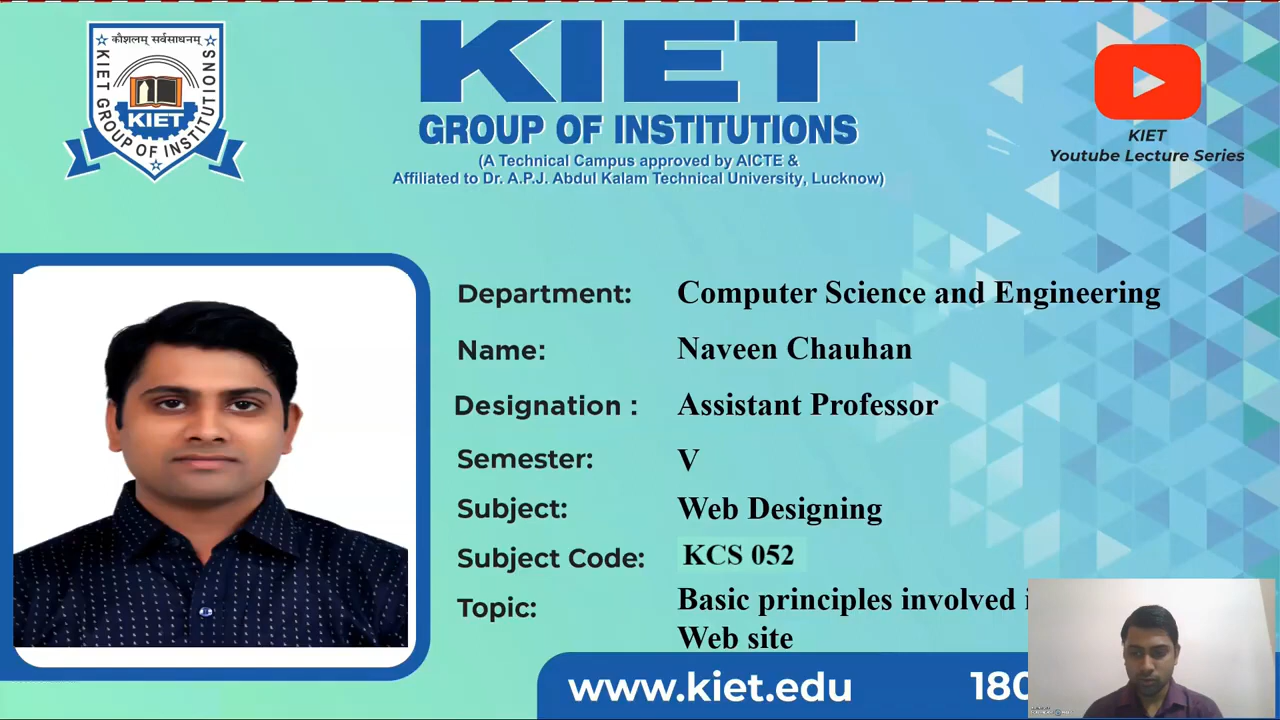 कौशलम् सर्वसाधनम्
KIET GROUP OF INSTITUTIONS
KIET
KIET
GROUP OF INSTITUTIONS
(A Technical Campus approved by AICTE &
Affiliated to Dr. A.P.J. Abdul Kalam Technical University, Lucknow)
KIET
Youtube Lecture Series
Department: Computer Science and Engineering
Name: Naveen Chauhan
Designation : Assistant Professor
Semester: V
Subject: Web Designing
Subject Code: KCS 052
Topic: Basic principles involved
Web site
www.kiet.edu 180